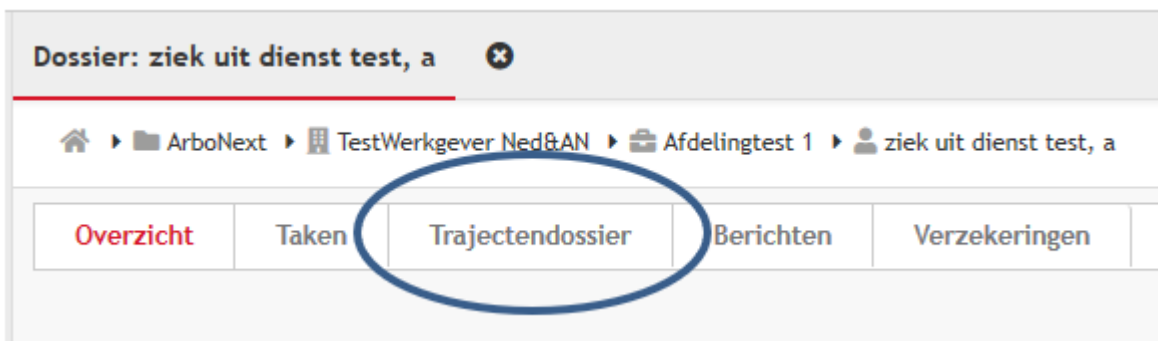 Dossier: ziek uit dienst test, a
ArboNext TestWerkgever Ned&AN Afdelingtest 1 ziek uit dienst test, a
Overzicht Taken Trajectendossier Berichten Verzekeringen